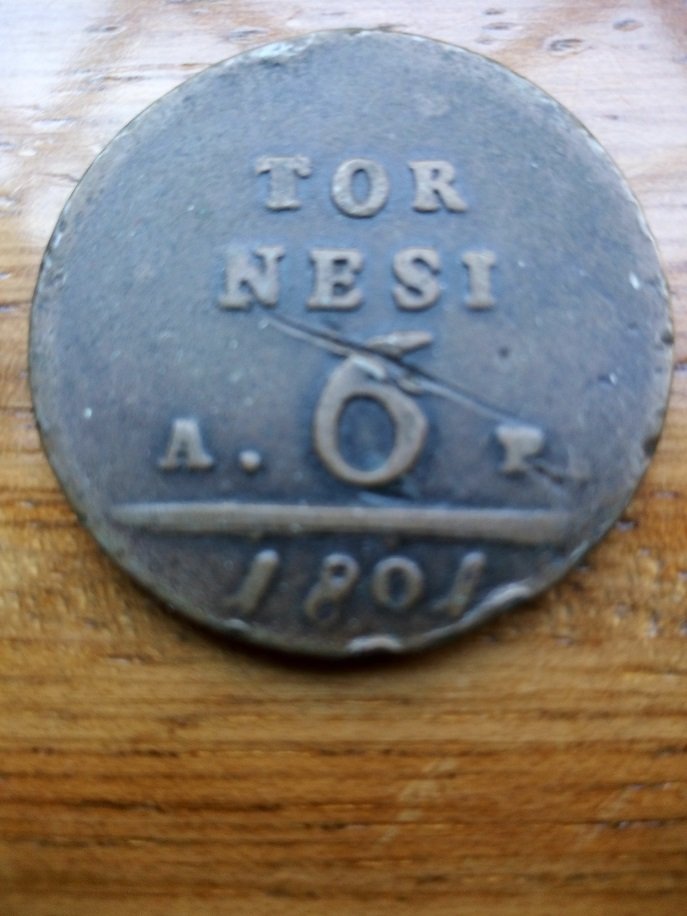 TOR
NESI
6
A. P.
1801